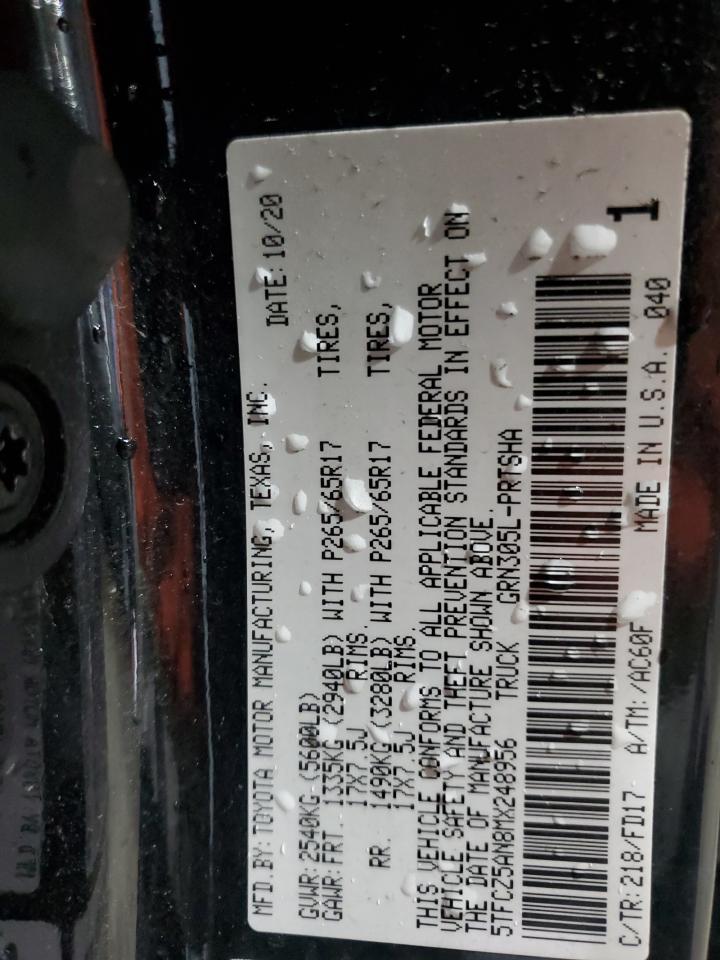 MFD. BY: TOYOTA MOTOR MANUFACTURING, TEXAS, INC.
DATE: 10/20
GVWR: 2540KG (5600LB)
GAWR: FRT. 1335KG (2940LB) WITH P265/65R17 TIRES,
17X7.5J RIMS,
RR. 1490KG (3280LB) WITH P265/65R17 TIRES,
17X7.5J RIMS
THIS VEHICLE CONFORMS TO ALL APPLICABLE FEDERAL MOTOR
VEHICLE SAFETY AND THEFT PREVENTION STANDARDS IN EFFECT ON
THE DATE OF MANUFACTURE SHOWN ABOVE.
5TFCZ5AN8MX248956 TRUCK GRN305L-PRTSHA
1
C/TR: 218/FD17 A/TM: /AC60F MADE IN U.S.A. 040